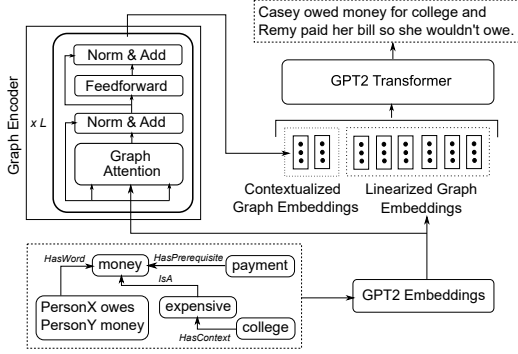 Casey owed money for college and
Remy paid her bill so she wouldn't owe.
Graph Encoder
x L
Norm & Add
Feedforward
Norm & Add
Graph
Attention
GPT2 Transformer
Contextualized
Graph Embeddings
Linearized Graph
Embeddings
HasWord
money
HasPrerequisite
payment
IsA
PersonX owes
PersonY money
expensive
HasContext
college
GPT2 Embeddings